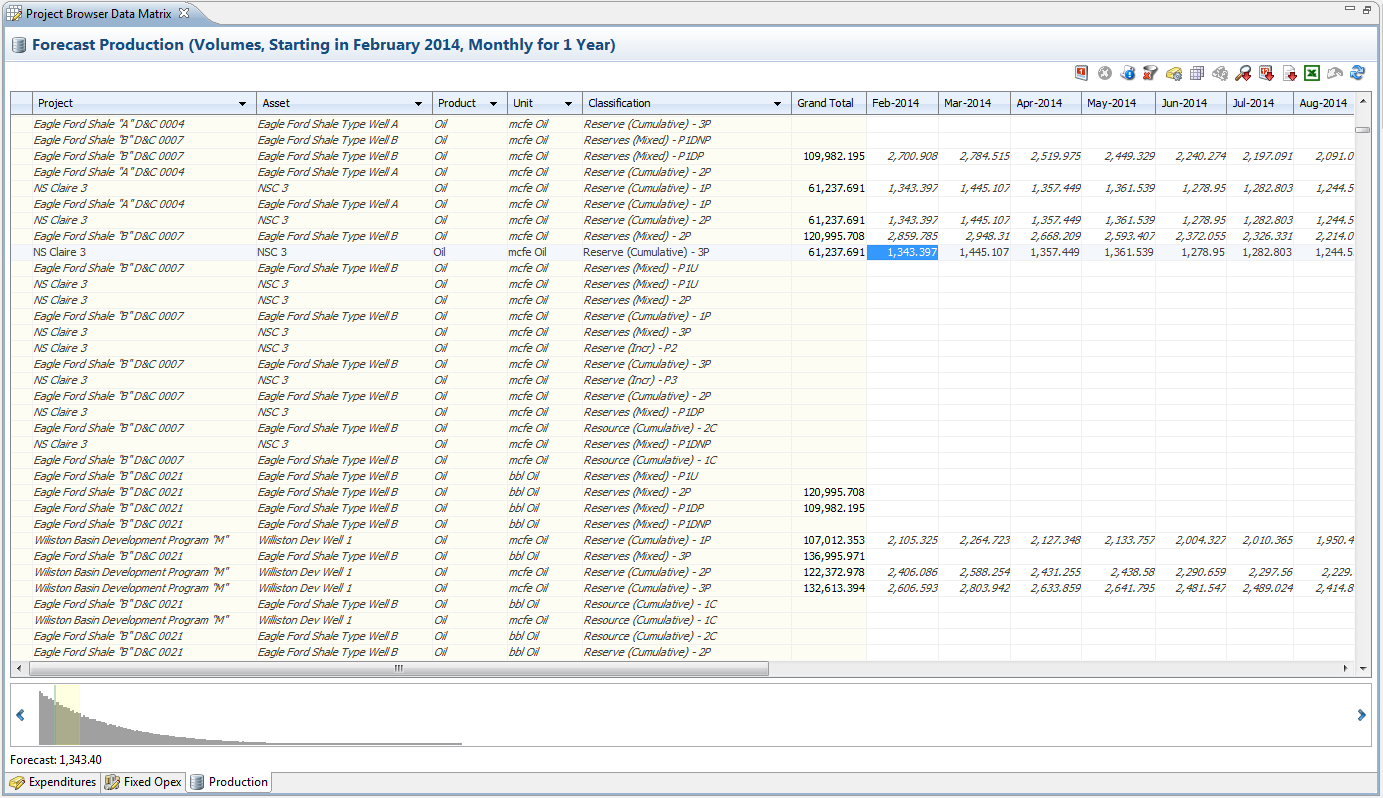 Project Browser Data Matrix
Forecast Production (Volumes, Starting in February 2014, Monthly for 1 Year)
Project Asset Product Unit Classification Grand Total Feb-2014 Mar-2014 Apr-2014 May-2014 Jun-2014 Jul-2014 Aug-2014
Eagle Ford Shale "A" D&C 0004 Eagle Ford Shale Type Well A Oil mcfe Oil Reserve (Cumulative) - 3P
Eagle Ford Shale "B" D&C 0007 Eagle Ford Shale Type Well B Oil mcfe Oil Reserves (Mixed) - P1DNP
Eagle Ford Shale "B" D&C 0007 Eagle Ford Shale Type Well B Oil mcfe Oil Reserves (Mixed) - P1DP 109,982.195 2,700.908 2,784.515 2,519.975 2,449.329 2,240.274 2,197.091 2,091.0
Eagle Ford Shale "A" D&C 0004 Eagle Ford Shale Type Well A Oil mcfe Oil Reserve (Cumulative) - 2P
NS Claire 3 NSC 3 Oil mcfe Oil Reserve (Cumulative) - 1P 61,237.691 1,343.397 1,445.107 1,357.449 1,361.539 1,278.95 1,282.803 1,244.5
Eagle Ford Shale "A" D&C 0004 Eagle Ford Shale Type Well A Oil mcfe Oil Reserve (Cumulative) - 1P
NS Claire 3 NSC 3 Oil mcfe Oil Reserve (Cumulative) - 2P 61,237.691 1,343.397 1,445.107 1,357.449 1,361.539 1,278.95 1,282.803 1,244.5
Eagle Ford Shale "B" D&C 0007 Eagle Ford Shale Type Well B Oil mcfe Oil Reserves (Mixed) - 2P 120,995.708 2,859.785 2,948.31 2,668.209 2,593.407 2,372.055 2,326.331 2,214.0
NS Claire 3 NSC 3 Oil mcfe Oil Reserve (Cumulative) - 3P 61,237.691 1,343.397 1,445.107 1,357.449 1,361.539 1,278.95 1,282.803 1,244.5
Eagle Ford Shale "B" D&C 0007 Eagle Ford Shale Type Well B Oil mcfe Oil Reserves (Mixed) - P1U
NS Claire 3 NSC 3 Oil mcfe Oil Reserves (Mixed) - P1U
NS Claire 3 NSC 3 Oil mcfe Oil Reserves (Mixed) - 2P
Eagle Ford Shale "B" D&C 0007 Eagle Ford Shale Type Well B Oil mcfe Oil Reserve (Cumulative) - 1P
NS Claire 3 NSC 3 Oil mcfe Oil Reserves (Mixed) - 3P
NS Claire 3 NSC 3 Oil mcfe Oil Reserve (Incr) - P2
Eagle Ford Shale "B" D&C 0007 Eagle Ford Shale Type Well B Oil mcfe Oil Reserve (Cumulative) - 3P
NS Claire 3 NSC 3 Oil mcfe Oil Reserve (Incr) - P3
Eagle Ford Shale "B" D&C 0007 Eagle Ford Shale Type Well B Oil mcfe Oil Reserve (Cumulative) - 2P
NS Claire 3 NSC 3 Oil mcfe Oil Reserves (Mixed) - P1DP
Eagle Ford Shale "B" D&C 0007 Eagle Ford Shale Type Well B Oil mcfe Oil Resource (Cumulative) - 2C
NS Claire 3 NSC 3 Oil mcfe Oil Reserves (Mixed) - P1DNP
Eagle Ford Shale "B" D&C 0007 Eagle Ford Shale Type Well B Oil mcfe Oil Resource (Cumulative) - 1C
Eagle Ford Shale "B" D&C 0021 Eagle Ford Shale Type Well B Oil bbl Oil Reserves (Mixed) - P1U
Eagle Ford Shale "B" D&C 0021 Eagle Ford Shale Type Well B Oil bbl Oil Reserves (Mixed) - 2P 120,995.708
Eagle Ford Shale "B" D&C 0021 Eagle Ford Shale Type Well B Oil bbl Oil Reserves (Mixed) - P1DP 109,982.195
Eagle Ford Shale "B" D&C 0021 Eagle Ford Shale Type Well B Oil bbl Oil Reserves (Mixed) - P1DNP
Wiliston Basin Development Program "M" Williston Dev Well 1 Oil mcfe Oil Reserve (Cumulative) - 1P 107,012.353 2,105.325 2,264.723 2,127.348 2,133.757 2,004.327 2,010.365 1,950.4
Eagle Ford Shale "B" D&C 0021 Eagle Ford Shale Type Well B Oil bbl Oil Reserves (Mixed) - 3P 136,995.971
Wiliston Basin Development Program "M" Williston Dev Well 1 Oil mcfe Oil Reserve (Cumulative) - 2P 122,372.978 2,406.086 2,588.254 2,431.255 2,438.58 2,290.659 2,297.56 2,229.
Wiliston Basin Development Program "M" Williston Dev Well 1 Oil mcfe Oil Reserve (Cumulative) - 3P 132,613.394 2,606.593 2,803.942 2,633.859 2,641.795 2,481.547 2,489.024 2,414.8
Eagle Ford Shale "B" D&C 0021 Eagle Ford Shale Type Well B Oil bbl Oil Resource (Cumulative) - 1C
Wiliston Basin Development Program "M" Williston Dev Well 1 Oil mcfe Oil Resource (Cumulative) - 1C
Eagle Ford Shale "B" D&C 0021 Eagle Ford Shale Type Well B Oil bbl Oil Resource (Cumulative) - 2C
Eagle Ford Shale "B" D&C 0021 Eagle Ford Shale Type Well B Oil bbl Oil Reserve (Cumulative) - 2P
Forecast: 1,343.40
Expenditures Fixed Opex Production